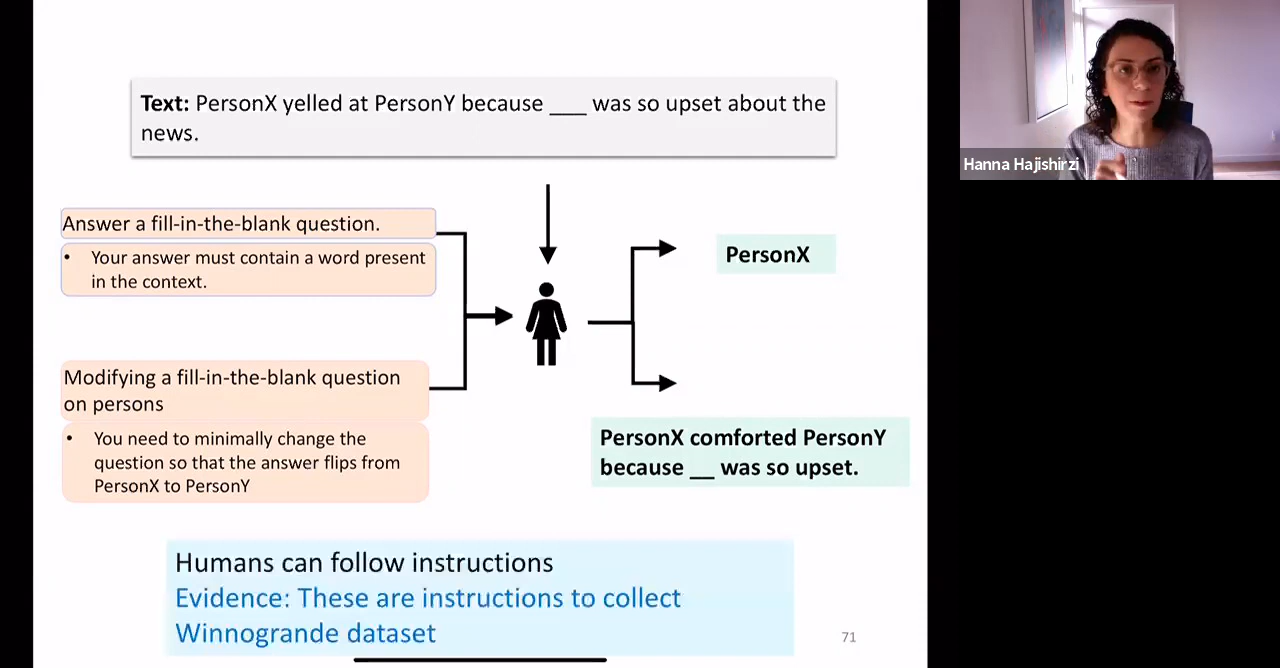 Text: PersonX yelled at PersonY because ___ was so upset about the
news.
Answer a fill-in-the-blank question.
• Your answer must contain a word present
in the context.
PersonX
Modifying a fill-in-the-blank question
on persons
• You need to minimally change the
question so that the answer flips from
PersonX to PersonY
PersonX comforted PersonY
because __ was so upset.
Humans can follow instructions
Evidence: These are instructions to collect
Winnogrande dataset
71
Hanna Hajishirzi